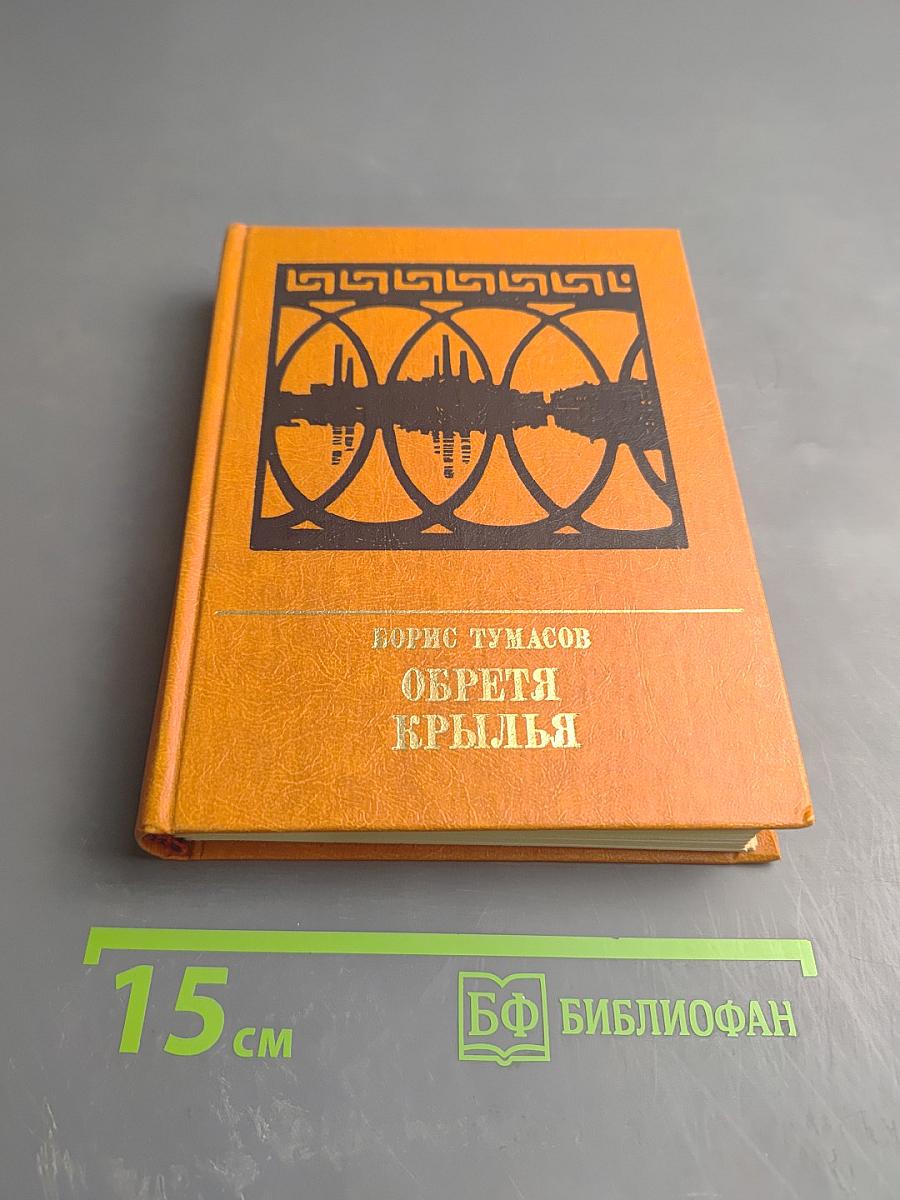 БОРИС ТУМАСОВ
ОБРЕТЯ
КРЫЛЬЯ
15 см
БФ БИБЛИОФАН